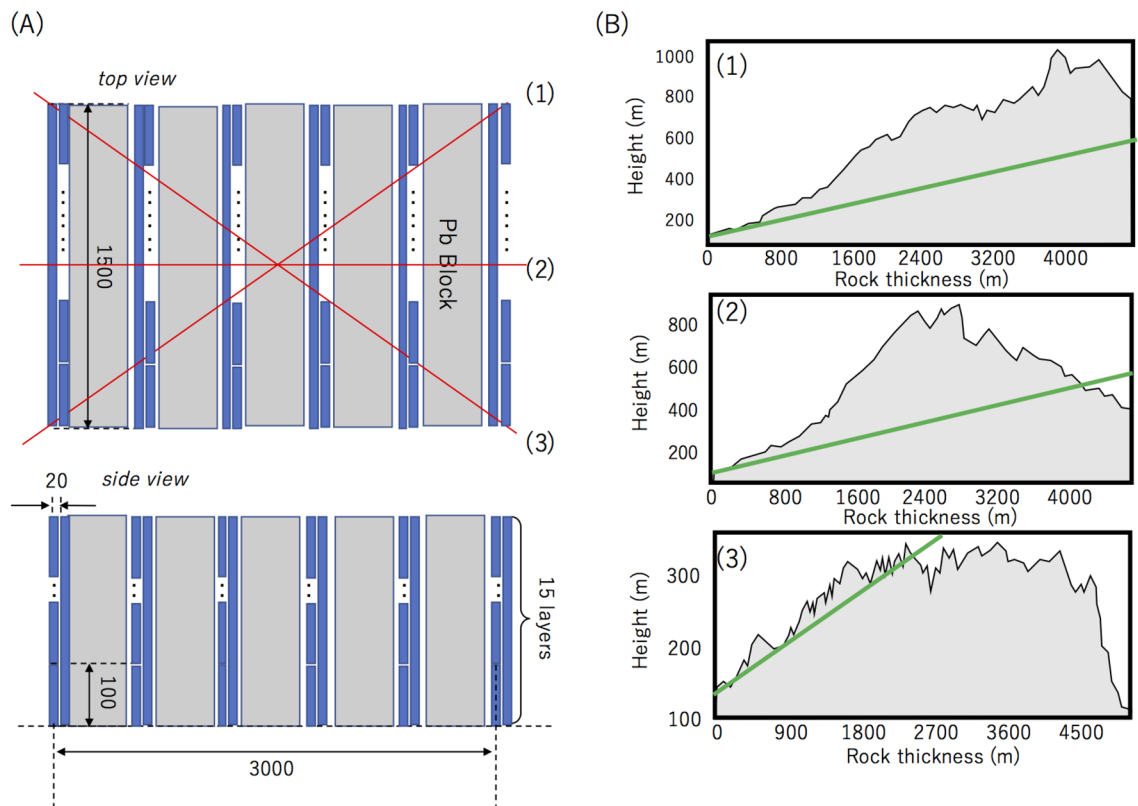 (A)
top view
(1)
(2)
(3)
1500
Pb Block
20
side view
15 layers
100
3000
(B)
(1)
Height (m)
1000
800
600
400
200
0 800 1600 2400 3200 4000
Rock thickness (m)
(2)
Height (m)
800
600
400
200
0 800 1600 2400 3200 4000
Rock thickness (m)
(3)
Height (m)
300
200
100
0 900 1800 2700 3600 4500
Rock thickness (m)